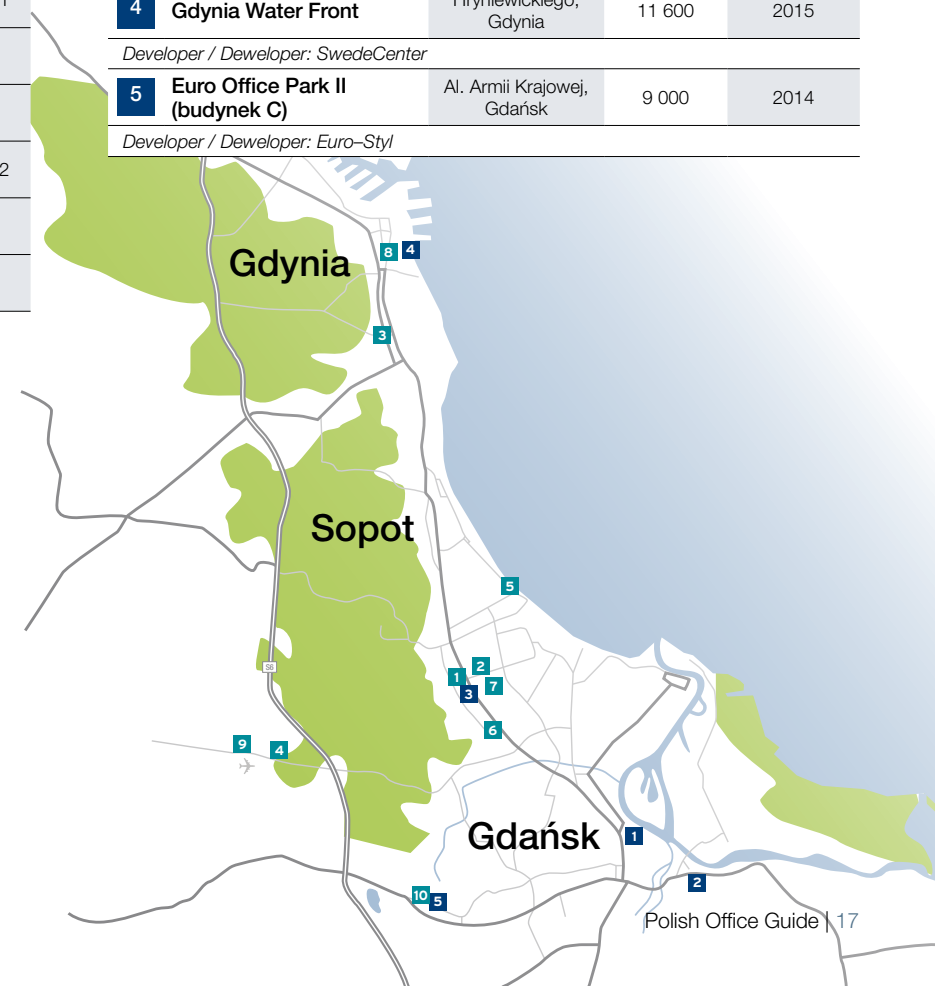 4
Gdynia Water Front
Hryniewickiego,
Gdynia
11 600
2015
Developer / Deweloper: SwedeCenter
5
Euro Office Park II
(budynek C)
Al. Armii Krajowej,
Gdańsk
9 000
2014
Developer / Deweloper: Euro–Styl
2
8
4
Gdynia
3
Sopot
5
2
1
7
3
S6
6
9
4
Gdańsk
1
2
10
5
Polish Office Guide | 17